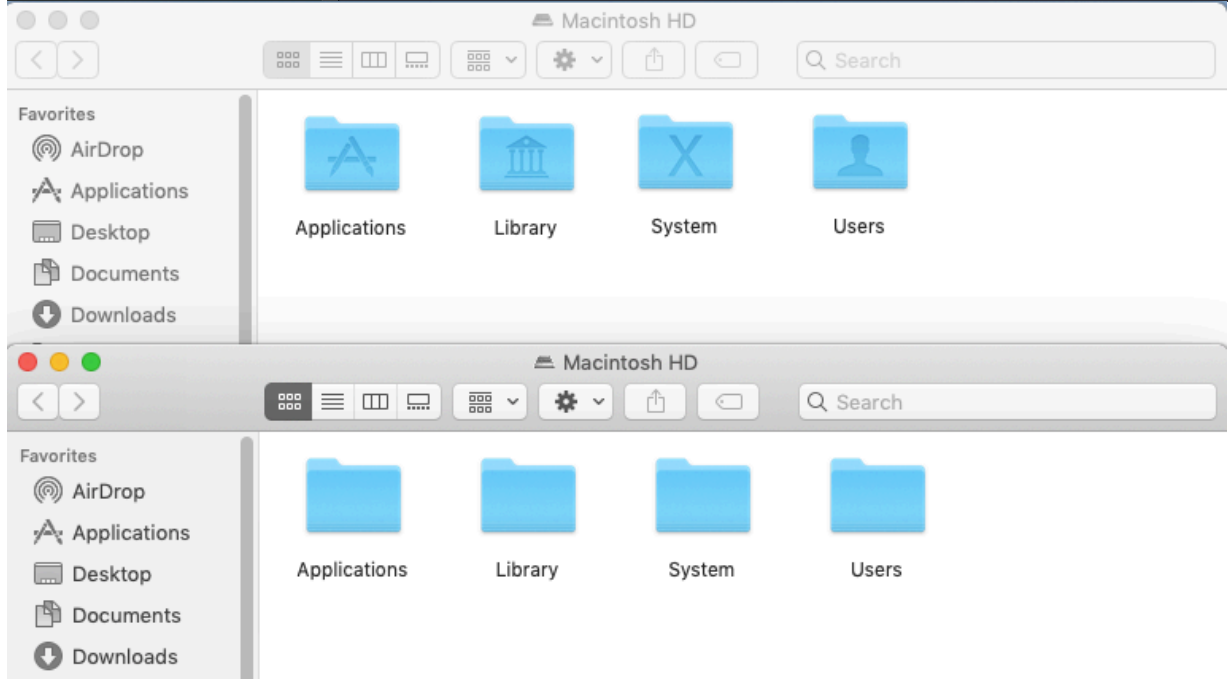 Macintosh HD
Search
Favorites
AirDrop
Applications
Desktop
Documents
Downloads
Applications
Library
System
Users
Macintosh HD
Search
Favorites
AirDrop
Applications
Desktop
Documents
Downloads
Applications
Library
System
Users